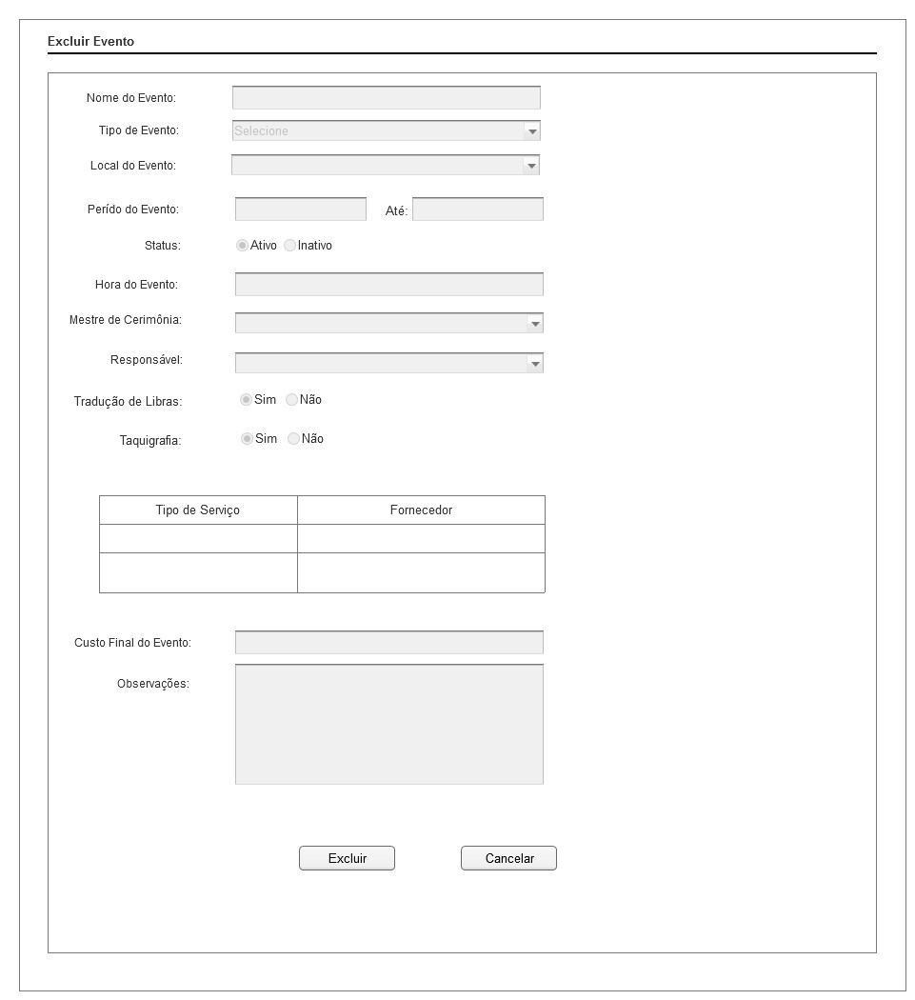 Excluir Evento
Nome do Evento:
Tipo de Evento: Selecione
Local do Evento:
Perído do Evento: Até:
Status: Ativo Inativo
Hora do Evento:
Mestre de Cerimônia:
Responsável:
Tradução de Libras: Sim Não
Taquigrafia: Sim Não
Tipo de Serviço Fornecedor
Custo Final do Evento:
Observações:
Excluir Cancelar